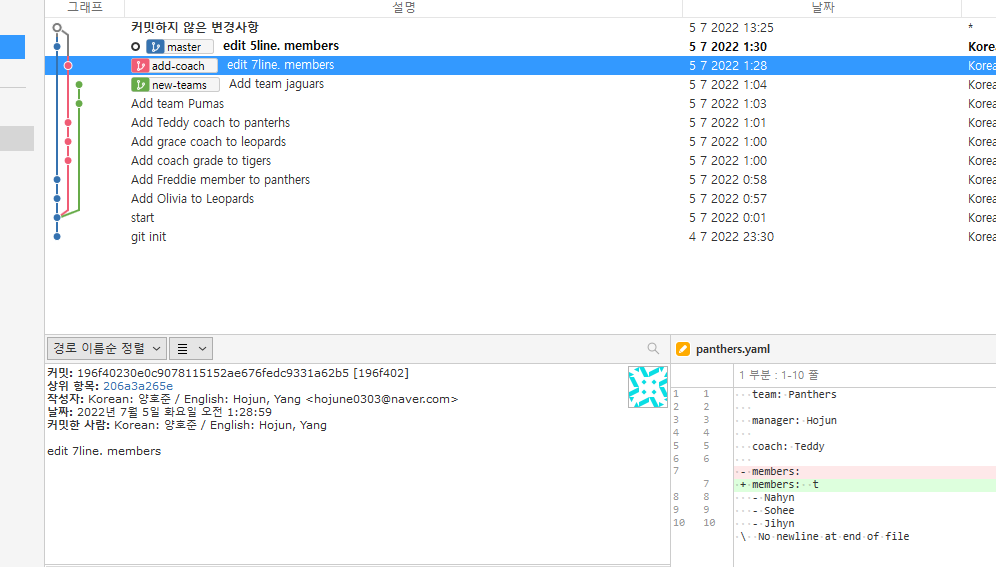 그래프 설명 날짜
커밋하지 않은 변경사항 5 7 2022 13:25 *
master edit 5line. members 5 7 2022 1:30 Korea
add-coach edit 7line. members 5 7 2022 1:28 Korea
new-teams Add team jaguars 5 7 2022 1:04 Korea
Add team Pumas 5 7 2022 1:03 Korea
Add Teddy coach to panterhs 5 7 2022 1:01 Korea
Add grace coach to leopards 5 7 2022 1:00 Korea
Add coach grade to tigers 5 7 2022 1:00 Korea
Add Freddie member to panthers 5 7 2022 0:58 Korea
Add Olivia to Leopards 5 7 2022 0:57 Korea
start 5 7 2022 0:01 Korea
git init 4 7 2022 23:30 Korea
경로 이름순 정렬
커밋: 196f40230e0c9078115152ae676fedc9331a62b5 [196f402]
상위 항목: 206a3a265e
작성자: Korean: 양호준 / English: Hojun, Yang <hojune0303@naver.com>
날짜: 2022년 7월 5일 화요일 오전 1:28:59
커밋한 사람: Korean: 양호준 / English: Hojun, Yang
edit 7line. members
panthers.yaml
1 부분 : 1-10 줄
1 1 team: Panthers
2 2
3 3 manager: Hojun
4 4
5 5 coach: Teddy
6 6
7 - members:
7 + members: t
8 8 - Nahyn
9 9 - Sohee
10 10 - Jihyn
\ No newline at end of file